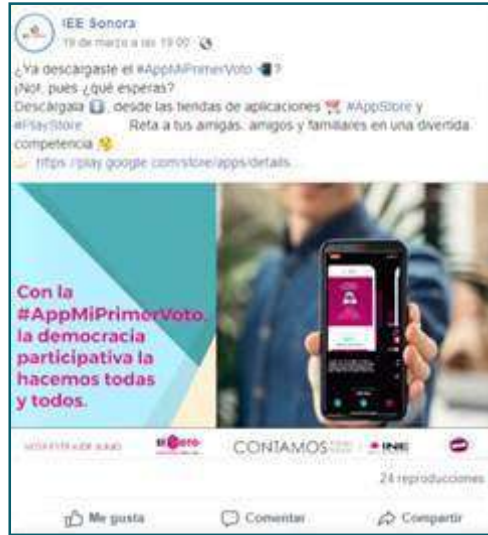 IEE Sonora
19 de marzo a las 19:00
¿Ya descargaste el #AppMiPrimerVoto ?
¡No!, pues ¿qué esperas?
Descárgala , desde las tiendas de aplicaciones #AppStore y
#PlayStore Reta a tus amigas, amigos y familiares en una divertida
competencia
https://play.google.com/store/apps/details...
Con la
#AppMiPrimerVoto,
la democracia
participativa la
hacemos todas
y todos.
CONTAMOS INE
24 reproducciones
Me gusta Comentar Compartir